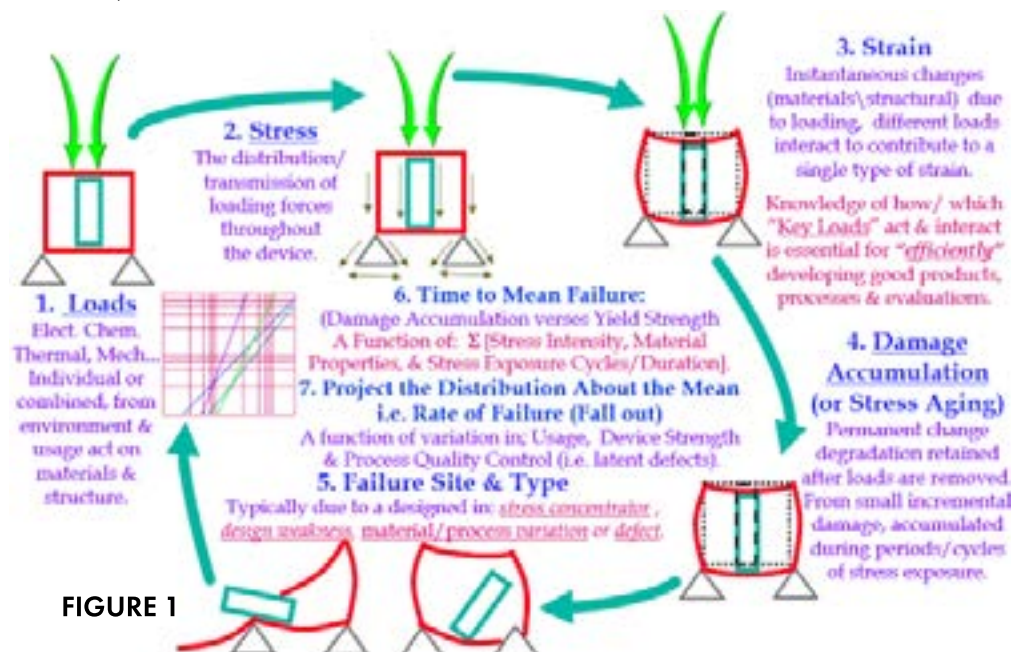 1. Loads
Elect. Chem.
Thermal, Mech...
Individual or
combined, from
environment &
usage act on
materials &
structure.
2. Stress
The distribution/
transmission of
loading forces
throughout
the device.
3. Strain
Instantaneous changes
(materials\structural) due
to loading, different loads
interact to contribute to a
single type of strain.
Knowledge of how/ which
"Key Loads" act & interact
is essential for "efficiently"
developing good products,
processes & evaluations.
4. Damage
Accumulation
(or Stress Aging)
Permanent change
degradation retained
after loads are removed.
From small incremental
damage, accumulated
during periods/cycles
of stress exposure.
6. Time to Mean Failure:
(Damage Accumulation verses Yield Strength
A Function of: Σ [Stress Intensity, Material
Properties, & Stress Exposure Cycles/Duration].
7. Project the Distribution About the Mean
i.e. Rate of Failure (Fall out)
A function of variation in; Usage, Device Strength
& Process Quality Control (i.e. latent defects).
5. Failure Site & Type
Typically due to a designed in: stress concentrator,
design weakness, material/process variation or defect.
FIGURE 1